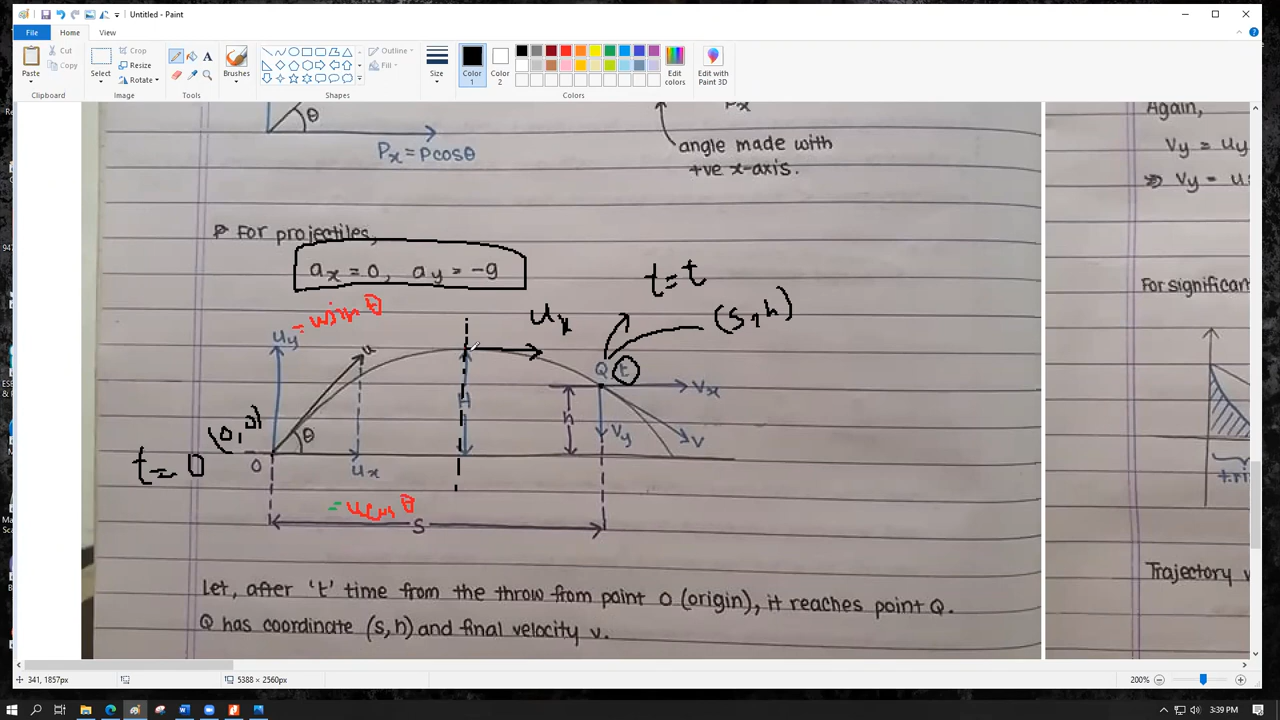 Untitled - Paint
File Home View
Paste
Cut
Copy
Clipboard
Select
Crop
Resize
Rotate
Image
Tools
Brushes
Shapes
Outline
Fill
Size
Color 1
Color 2
Colors
Edit colors
Edit with Paint 3D
θ
Px = Pcosθ
Px
angle made with
+ve x-axis.
For projectiles,
ax = 0, ay = -g
t = t
(s, h)
ux
uy = usinθ
u
Q t
Vx
H
h
Vy
V
(0, 0)
θ
t = 0
O
ux
= ucosθ
S
Let, after 't' time from the throw from point O (origin), it reaches point Q.
Q has coordinate (s, h) and final velocity v.
Again,
Vy = uy
⇒ Vy = u
For significan
Trajectory
341, 1857px
5388 × 2560px
200%
3:39 PM